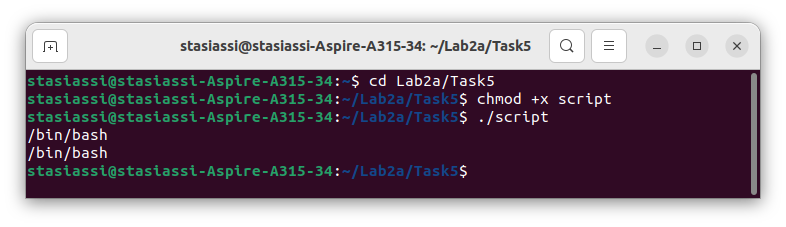 stasiassi@stasiassi-Aspire-A315-34: ~/Lab2a/Task5
stasiassi@stasiassi-Aspire-A315-34:~$ cd Lab2a/Task5
stasiassi@stasiassi-Aspire-A315-34:~/Lab2a/Task5$ chmod +x script
stasiassi@stasiassi-Aspire-A315-34:~/Lab2a/Task5$ ./script
/bin/bash
/bin/bash
stasiassi@stasiassi-Aspire-A315-34:~/Lab2a/Task5$